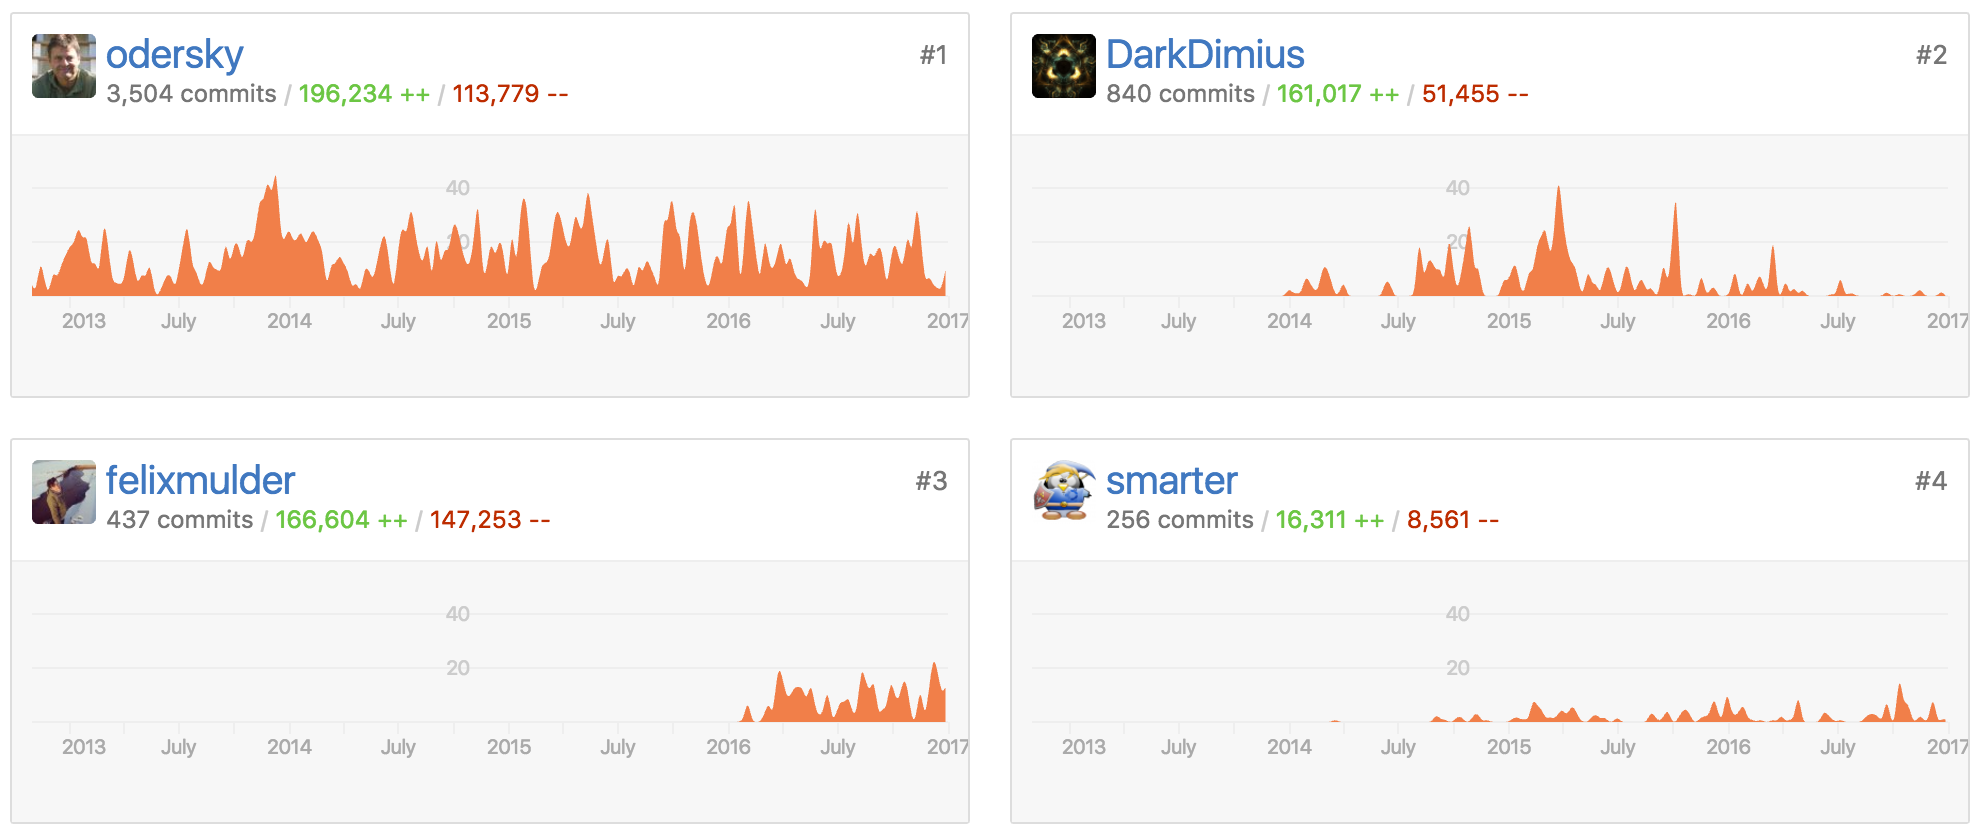 odersky
#1
3,504 commits / 196,234 ++ / 113,779 --
40
20
2013 July 2014 July 2015 July 2016 July 2017
DarkDimius
#2
840 commits / 161,017 ++ / 51,455 --
40
20
2013 July 2014 July 2015 July 2016 July 2017
felixmulder
#3
437 commits / 166,604 ++ / 147,253 --
40
20
2013 July 2014 July 2015 July 2016 July 2017
smarter
#4
256 commits / 16,311 ++ / 8,561 --
40
20
2013 July 2014 July 2015 July 2016 July 2017